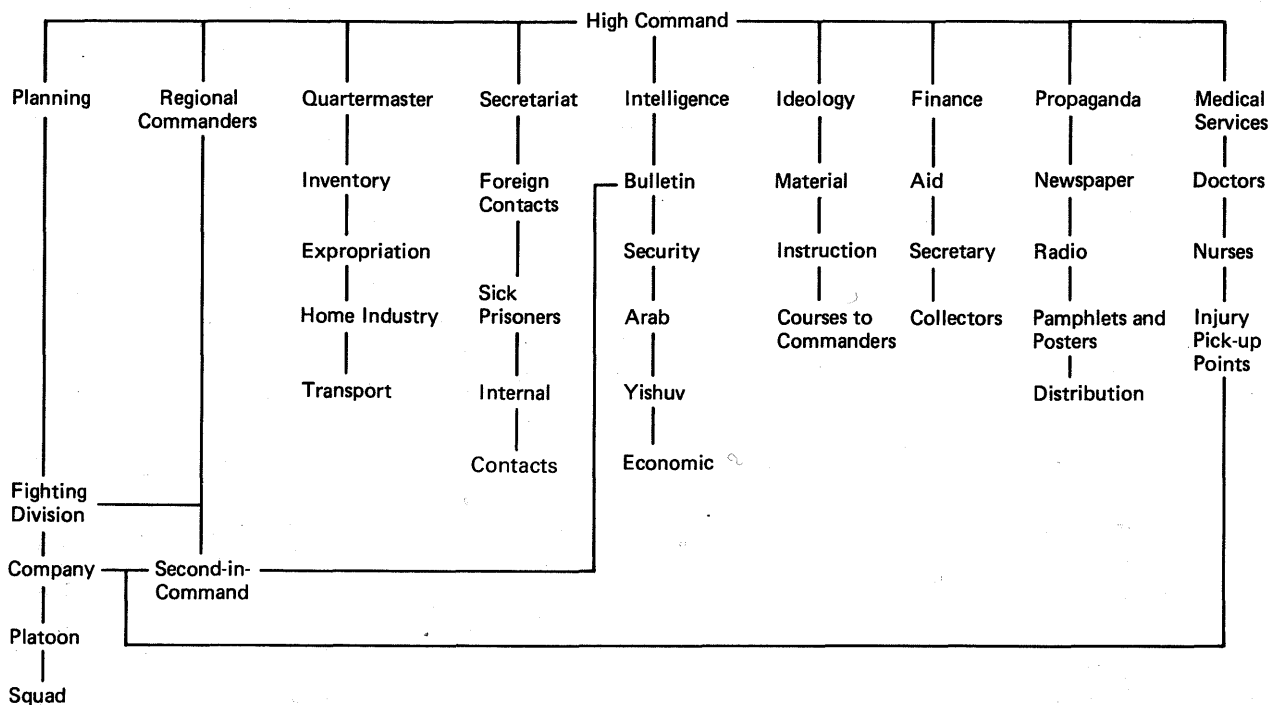 High Command
Planning
Regional
Commanders
Quartermaster
Secretariat
Intelligence
Ideology
Finance
Propaganda
Medical
Services
Inventory
Foreign
Contacts
Bulletin
Material
Aid
Newspaper
Doctors
Expropriation
Security
Instruction
Secretary
Radio
Nurses
Sick
Prisoners
Home Industry
Arab
Courses to
Commanders
Collectors
Pamphlets and
Posters
Injury
Pick-up
Points
Transport
Internal
Yishuv
Distribution
Contacts
Economic
Fighting
Division
Company
Second-in-
Command
Platoon
Squad